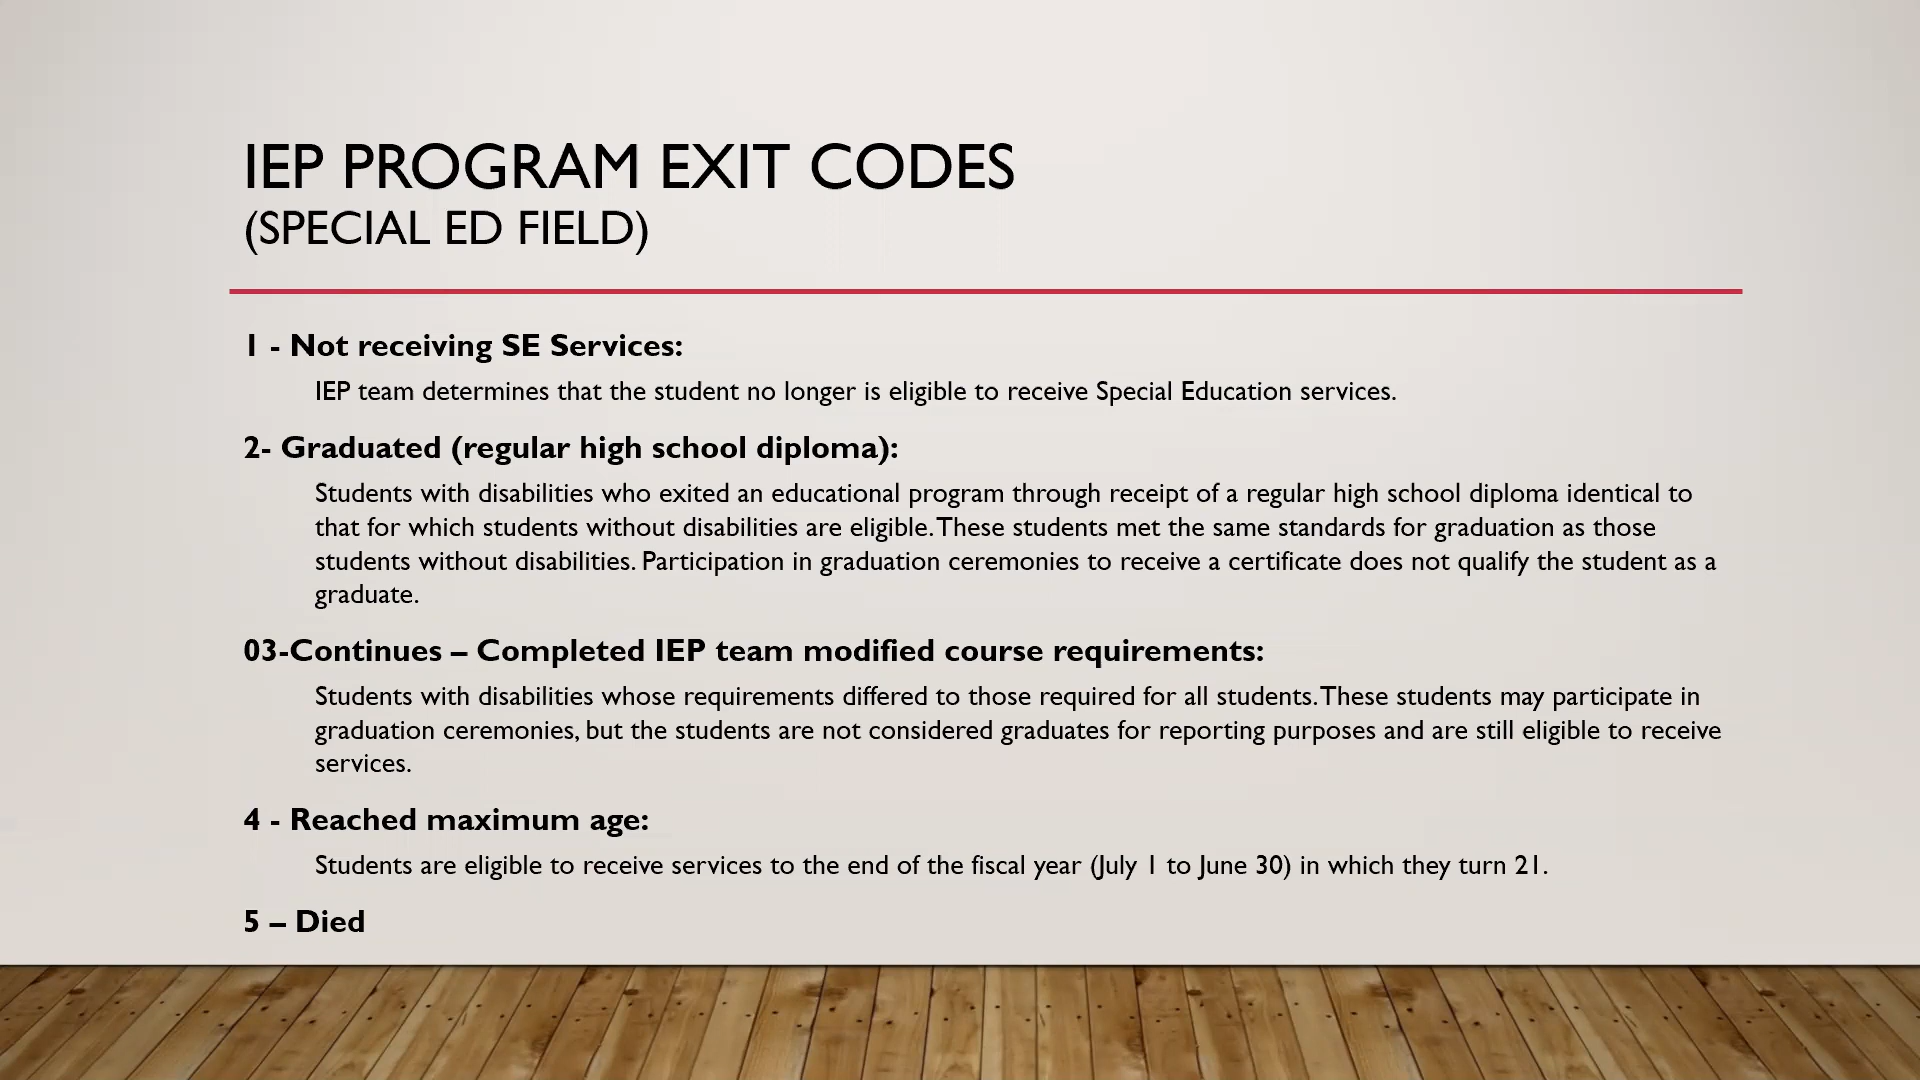 IEP PROGRAM EXIT CODES
(SPECIAL ED FIELD)
1 - Not receiving SE Services:
IEP team determines that the student no longer is eligible to receive Special Education services.
2- Graduated (regular high school diploma):
Students with disabilities who exited an educational program through receipt of a regular high school diploma identical to
that for which students without disabilities are eligible. These students met the same standards for graduation as those
students without disabilities. Participation in graduation ceremonies to receive a certificate does not qualify the student as a
graduate.
03-Continues – Completed IEP team modified course requirements:
Students with disabilities whose requirements differed to those required for all students. These students may participate in
graduation ceremonies, but the students are not considered graduates for reporting purposes and are still eligible to receive
services.
4 - Reached maximum age:
Students are eligible to receive services to the end of the fiscal year (July 1 to June 30) in which they turn 21.
5 – Died